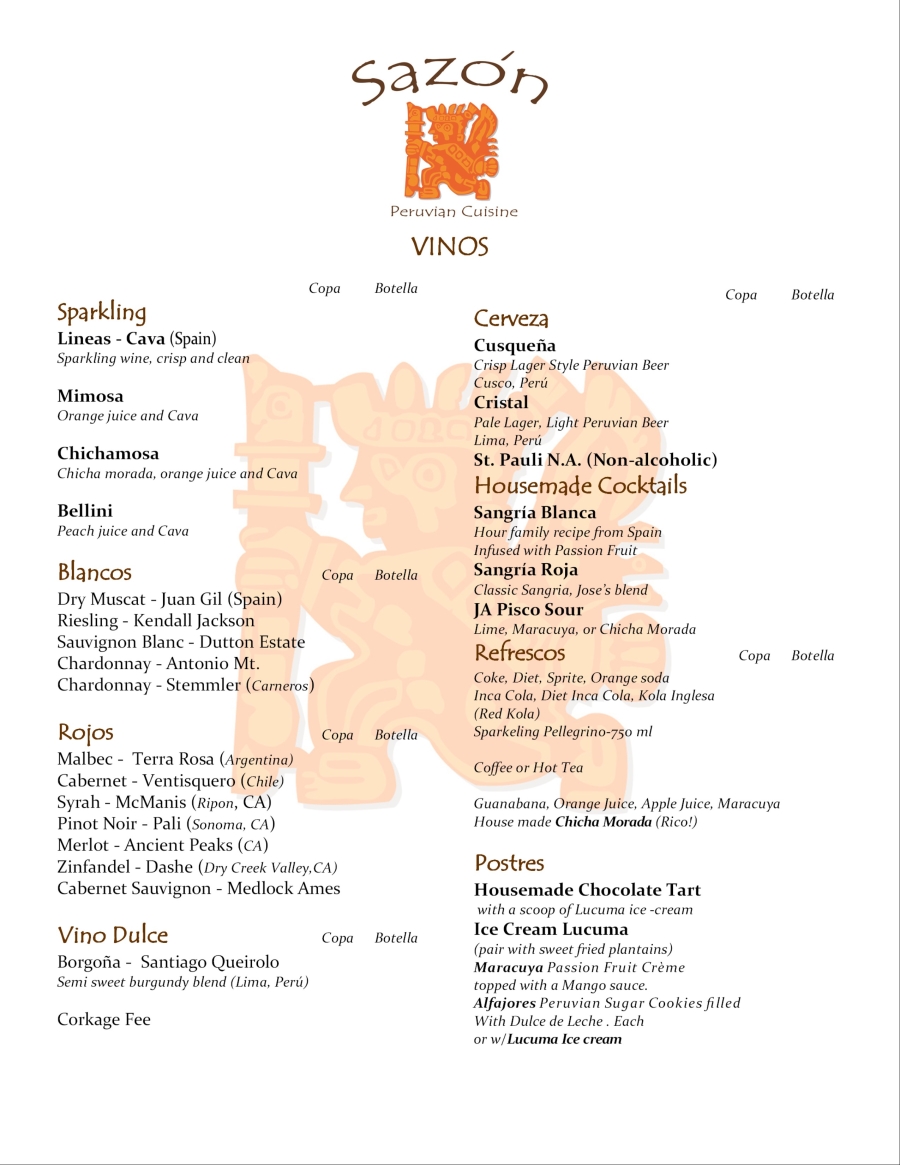 Sazón
Peruvian Cuisine
VINOS
Copa Botella
Sparkling
Lineas - Cava (Spain)
Sparkling wine, crisp and clean
Mimosa
Orange juice and Cava
Chichamosa
Chicha morada, orange juice and Cava
Bellini
Peach juice and Cava
Blancos Copa Botella
Dry Muscat - Juan Gil (Spain)
Riesling - Kendall Jackson
Sauvignon Blanc - Dutton Estate
Chardonnay - Antonio Mt.
Chardonnay - Stemmler (Carneros)
Rojos Copa Botella
Malbec - Terra Rosa (Argentina)
Cabernet - Ventisquero (Chile)
Syrah - McManis (Ripon, CA)
Pinot Noir - Pali (Sonoma, CA)
Merlot - Ancient Peaks (CA)
Zinfandel - Dashe (Dry Creek Valley,CA)
Cabernet Sauvignon - Medlock Ames
Vino Dulce Copa Botella
Borgoña - Santiago Queirolo
Semi sweet burgundy blend (Lima, Perú)
Corkage Fee
Copa Botella
Cerveza
Cusqueña
Crisp Lager Style Peruvian Beer
Cusco, Perú
Cristal
Pale Lager, Light Peruvian Beer
Lima, Perú
St. Pauli N.A. (Non-alcoholic)
Housemade Cocktails
Sangría Blanca
Hour family recipe from Spain
Infused with Passion Fruit
Sangría Roja
Classic Sangria, Jose's blend
JA Pisco Sour
Lime, Maracuya, or Chicha Morada
Refrescos Copa Botella
Coke, Diet, Sprite, Orange soda
Inca Cola, Diet Inca Cola, Kola Inglesa
(Red Kola)
Sparkeling Pellegrino-750 ml
Coffee or Hot Tea
Guanabana, Orange Juice, Apple Juice, Maracuya
House made Chicha Morada (Rico!)
Postres
Housemade Chocolate Tart
with a scoop of Lucuma ice -cream
Ice Cream Lucuma
(pair with sweet fried plantains)
Maracuya Passion Fruit Crème
topped with a Mango sauce.
Alfajores Peruvian Sugar Cookies filled
With Dulce de Leche . Each
or w/Lucuma Ice cream